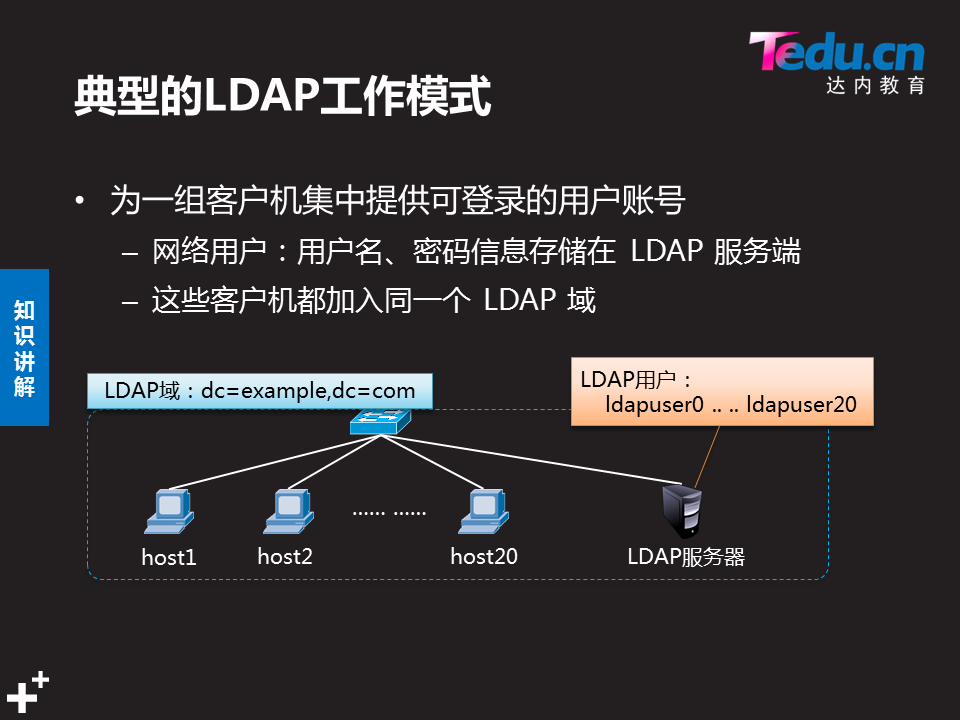 Tedu.cn
达内教育
典型的LDAP工作模式
• 为一组客户机集中提供可登录的用户账号
– 网络用户：用户名、密码信息存储在 LDAP 服务端
– 这些客户机都加入同一个 LDAP 域
知识讲解
LDAP域：dc=example,dc=com
LDAP用户：
ldapuser0 .. .. ldapuser20
...... ......
host1
host2
host20
LDAP服务器